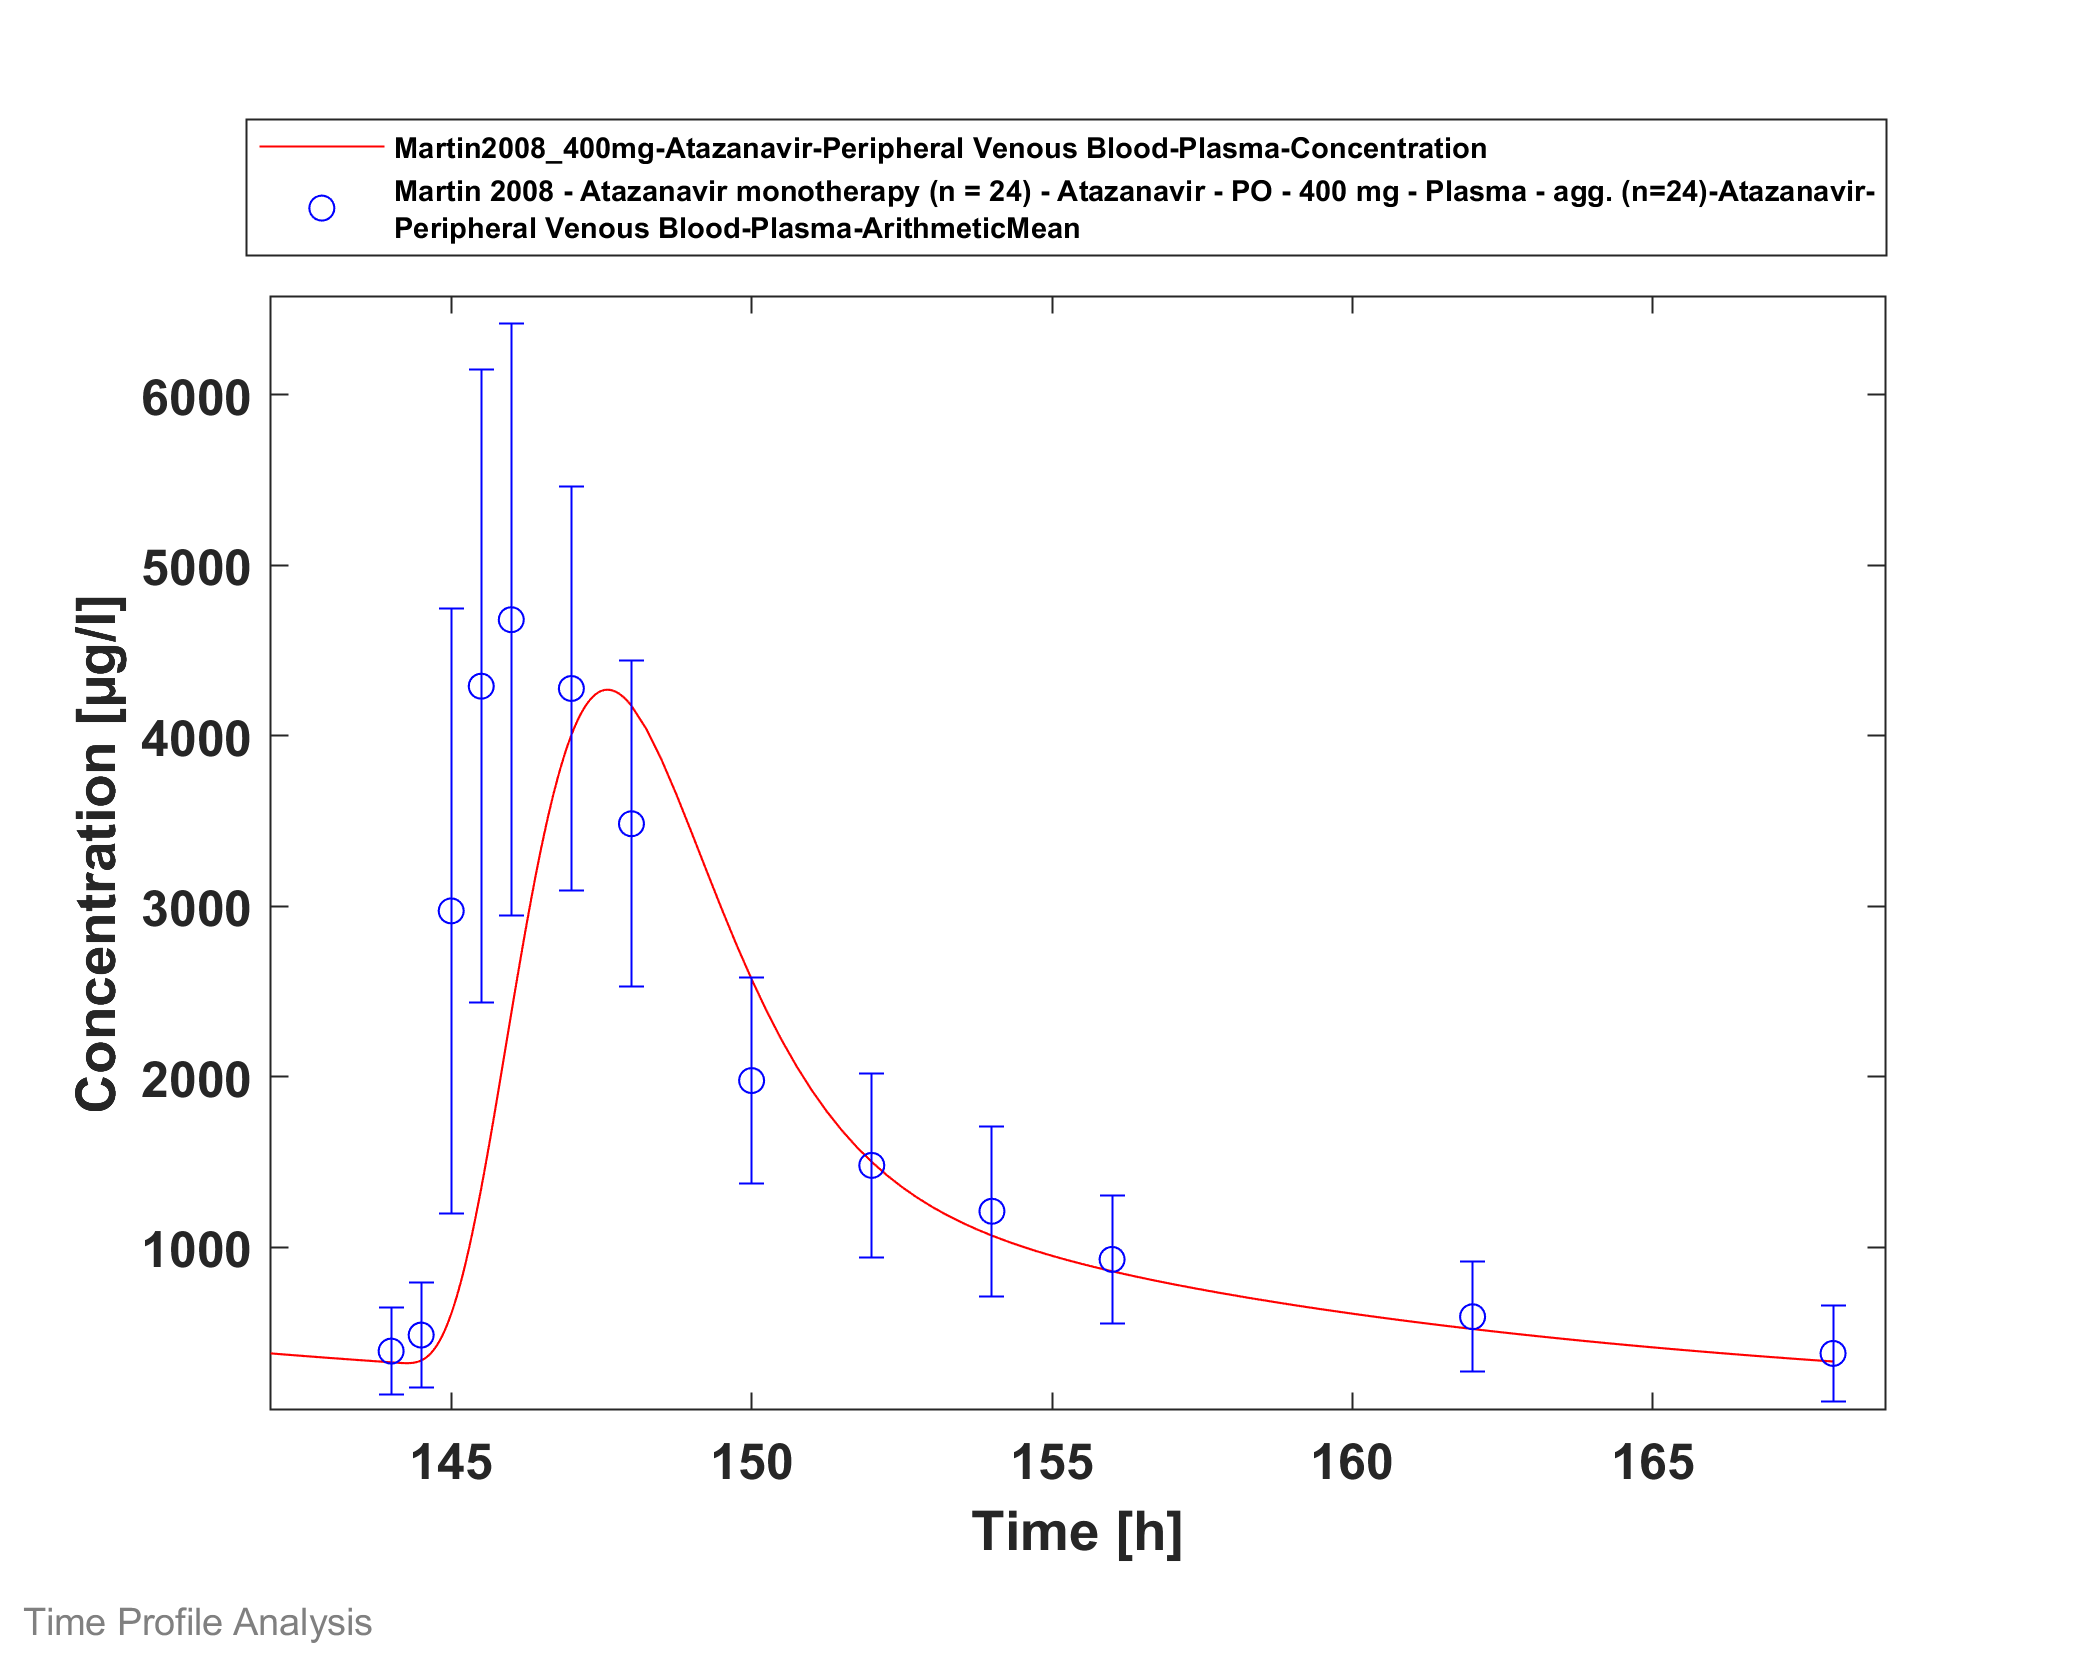 Martin2008_400mg-Atazanavir-Peripheral Venous Blood-Plasma-Concentration
Martin 2008 - Atazanavir monotherapy (n = 24) - Atazanavir - PO - 400 mg - Plasma - agg. (n=24)-Atazanavir-
Peripheral Venous Blood-Plasma-ArithmeticMean
6000
5000
4000
3000
2000
1000
Concentration [µg/l]
145 150 155 160 165
Time [h]
Time Profile Analysis